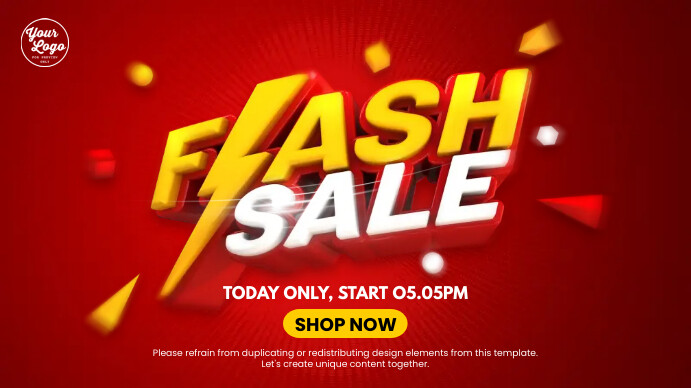 Your
Logo
FLASH
SALE
TODAY ONLY, START 05.05PM
SHOP NOW
Please refrain from duplicating or redistributing design elements from this template.
Let's create unique content together.